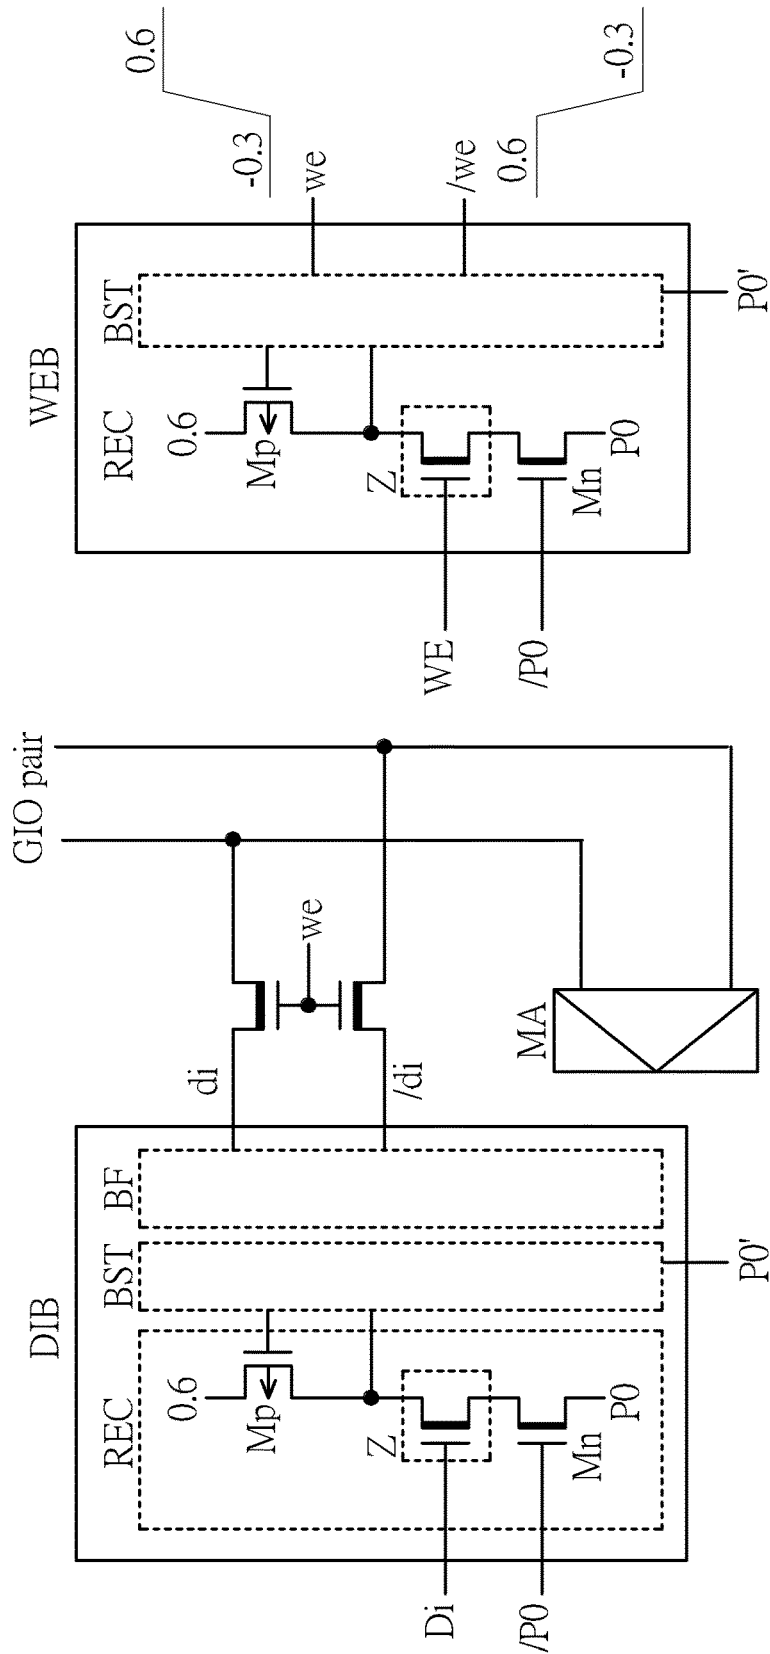 DIB
REC
BST
BF
0.6
Mp
Z
Mn
P0
Di
/P0
P0'
di
/di
we
GIO pair
MA
WEB
REC
BST
0.6
Mp
Z
Mn
P0
WE
/P0
P0'
we
/we
-0.3
0.6
0.6
-0.3